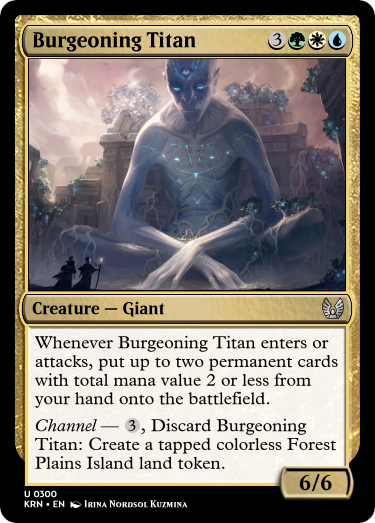 Burgeoning Titan 3
Creature — Giant
Whenever Burgeoning Titan enters or
attacks, put up to two permanent cards
with total mana value 2 or less from
your hand onto the battlefield.
Channel — 3, Discard Burgeoning
Titan: Create a tapped colorless Forest
Plains Island land token.
6/6
U 0300
KRN • EN Irina Nordsol Kuzmina